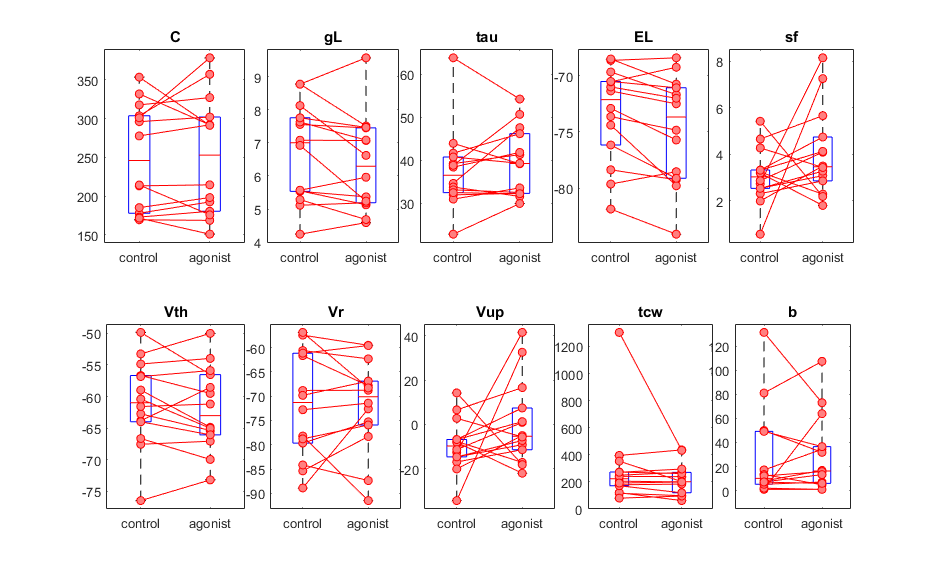 C gL tau EL sf
350 300 250 200 150
9 8 7 6 5 4
60 50 40 30
-70 -75 -80
8 6 4 2
control agonist control agonist control agonist control agonist control agonist
Vth Vr Vup tcw b
-50 -55 -60 -65 -70 -75
-60 -65 -70 -75 -80 -85 -90
40 20 0 -20
1200 1000 800 600 400 200 0
120 100 80 60 40 20 0
control agonist control agonist control agonist control agonist control agonist